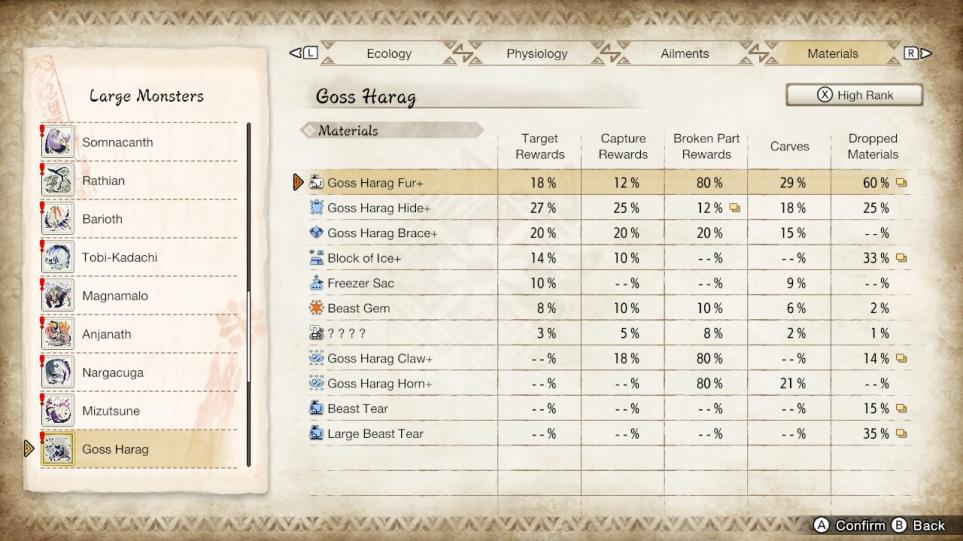 L Ecology Physiology Ailments Materials R
Large Monsters
Somnacanth
Rathian
Barioth
Tobi-Kadachi
Magnamalo
Anjanath
Nargacuga
Mizutsune
Goss Harag
Goss Harag
X High Rank
Materials
Target Rewards Capture Rewards Broken Part Rewards Carves Dropped Materials
Goss Harag Fur+ 18 % 12 % 80 % 29 % 60 %
Goss Harag Hide+ 27 % 25 % 12 % 18 % 25 %
Goss Harag Brace+ 20 % 20 % 20 % 15 % - - %
Block of Ice+ 14 % 10 % - - % - - % 33 %
Freezer Sac 10 % - - % - - % 9 % - - %
Beast Gem 8 % 10 % 10 % 6 % 2 %
? ? ? ? 3 % 5 % 8 % 2 % 1 %
Goss Harag Claw+ - - % 18 % 80 % - - % 14 %
Goss Harag Horn+ - - % - - % 80 % 21 % - - %
Beast Tear - - % - - % - - % - - % 15 %
Large Beast Tear - - % - - % - - % - - % 35 %
A Confirm B Back